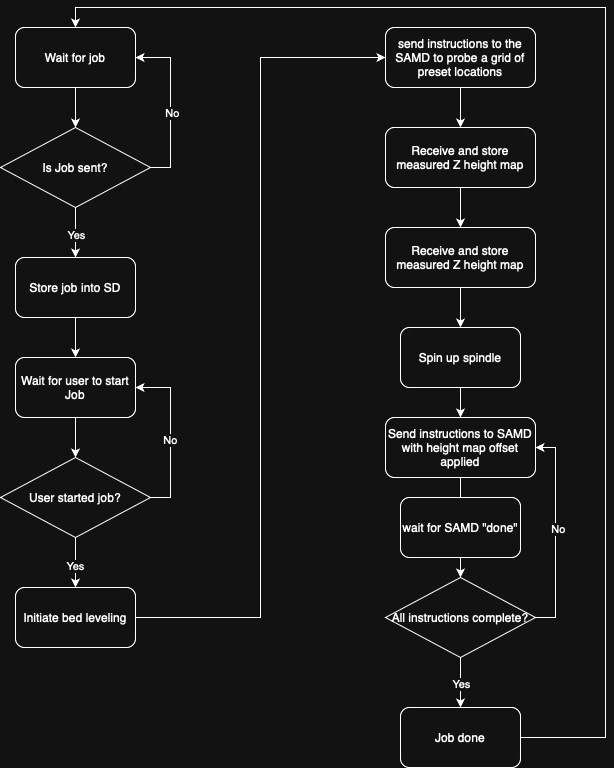 Wait for job
No
Is Job sent?
Yes
Store job into SD
Wait for user to start
Job
No
User started job?
Yes
Initiate bed leveling
send instructions to the
SAMD to probe a grid of
preset locations
Receive and store
measured Z height map
Receive and store
measured Z height map
Spin up spindle
Send instructions to SAMD
with height map offset
applied
wait for SAMD "done"
No
All instructions complete?
Yes
Job done